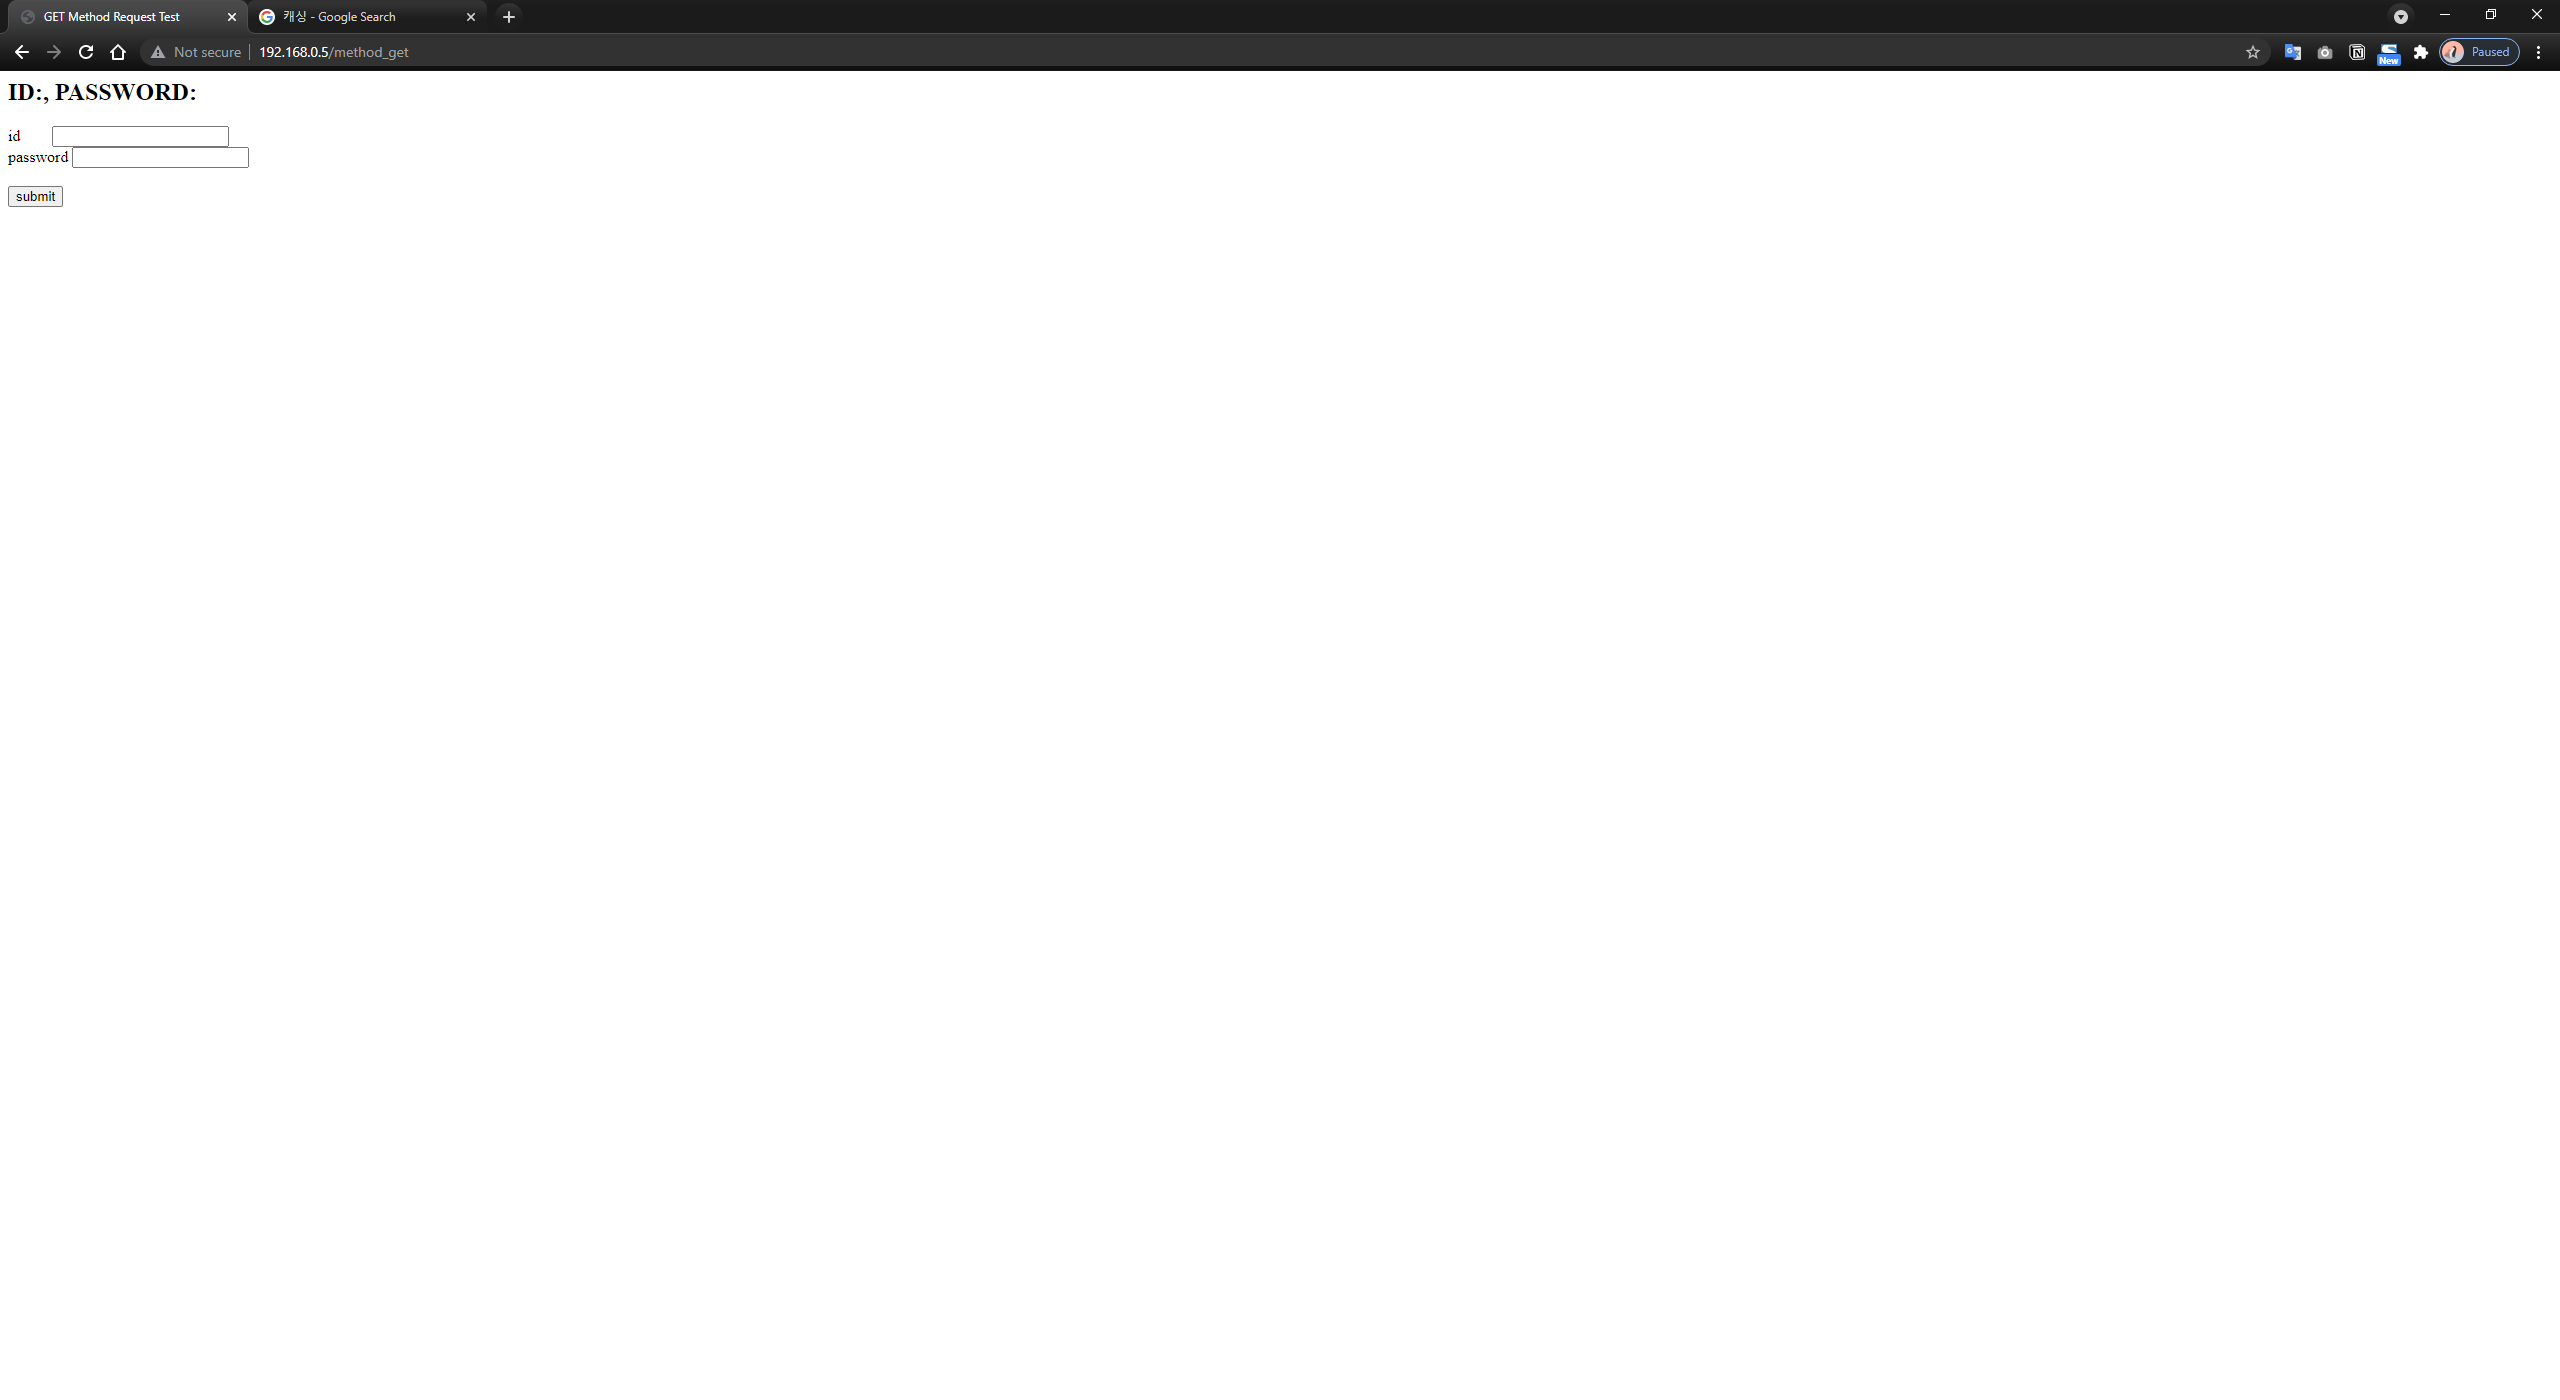 GET Method Request Test
캐싱 - Google Search
Not secure
192.168.0.5/method_get
New
Paused
ID:, PASSWORD:
id
password
submit